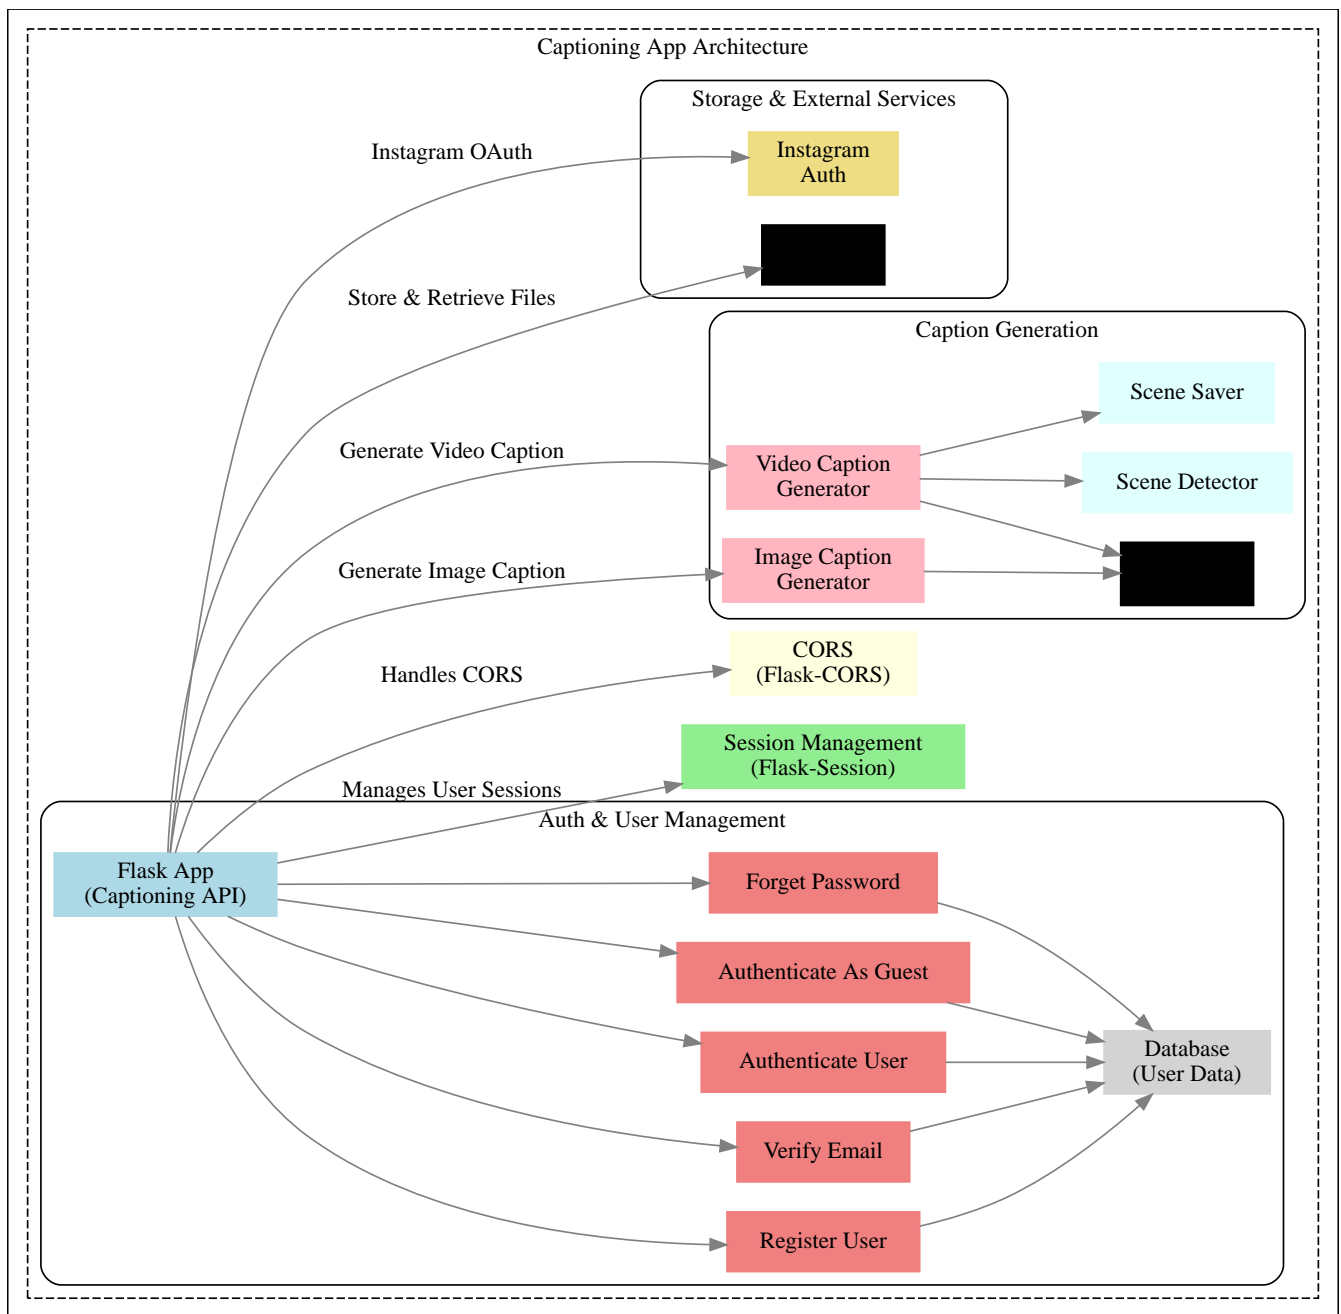 Captioning App Architecture
Storage & External Services
Instagram OAuth
Instagram
Auth
Store & Retrieve Files
Caption Generation
Scene Saver
Generate Video Caption
Video Caption
Generator
Scene Detector
Generate Image Caption
Image Caption
Generator
Handles CORS
CORS
(Flask-CORS)
Session Management
(Flask-Session)
Manages User Sessions
Auth & User Management
Flask App
(Captioning API)
Forget Password
Authenticate As Guest
Authenticate User
Database
(User Data)
Verify Email
Register User